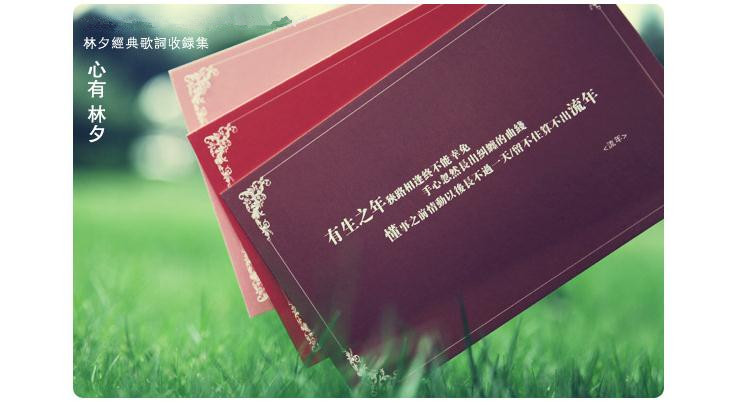 林夕經典歌詞收録集
心有 林夕
有生之年狹路相逢終不能幸免
手心忽然長出糾纏的曲綫
懂事之前情動以後長不過一天/留不住算不出流年
<流年>